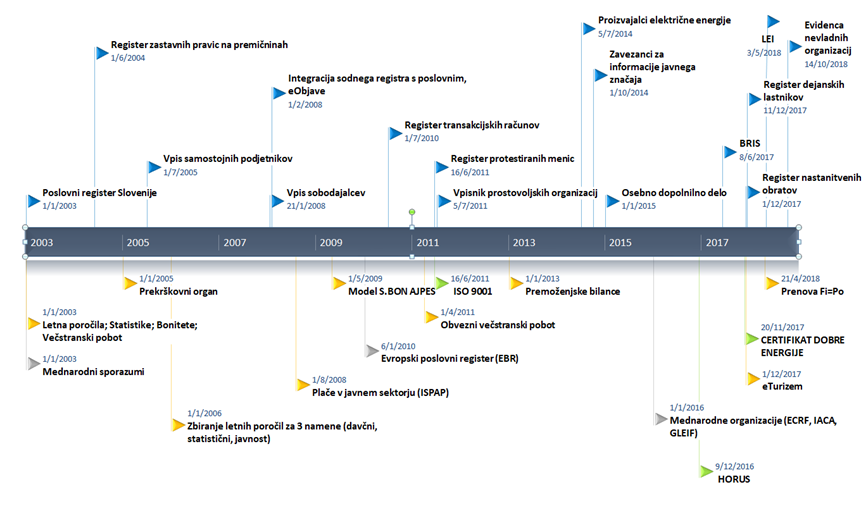 Register zastavnih pravic na premičninah
1/6/2004
Integracija sodnega registra s poslovnim,
eObjave
1/2/2008
Proizvajalci električne energije
5/7/2014
Zavezanci za
informacije javnega
značaja
1/10/2014
LEI
3/5/2018
Evidenca
nevladnih
organizacij
14/10/2018
Register dejanskih
lastnikov
11/12/2017
Register transakcijskih računov
1/7/2010
BRIS
8/6/2017
Vpis samostojnih podjetnikov
1/7/2005
Register protestiranih menic
16/6/2011
Register nastanitvenih
obratov
1/12/2017
Poslovni register Slovenije
1/1/2003
Vpis sobodajalcev
21/1/2008
Vpisnik prostovoljskih organizacij
5/7/2011
Osebno dopolnilno delo
1/1/2015
2003 2005 2007 2009 2011 2013 2015 2017
1/1/2005
Prekrškovni organ
1/5/2009
Model S.BON AJPES
16/6/2011
ISO 9001
1/1/2013
Premoženjske bilance
21/4/2018
Prenova Fi=Po
1/1/2003
Letna poročila; Statistike; Bonitete;
Večstranski pobot
1/4/2011
Obvezni večstranski pobot
20/11/2017
CERTIFIKAT DOBRE
ENERGIJE
1/1/2003
Mednarodni sporazumi
6/1/2010
Evropski poslovni register (EBR)
1/8/2008
Plače v javnem sektorju (ISPAP)
1/12/2017
eTurizem
1/1/2006
Zbiranje letnih poročil za 3 namene (davčni,
statistični, javnost)
1/1/2016
Mednarodne organizacije (ECRF, IACA,
GLEIF)
9/12/2016
HORUS